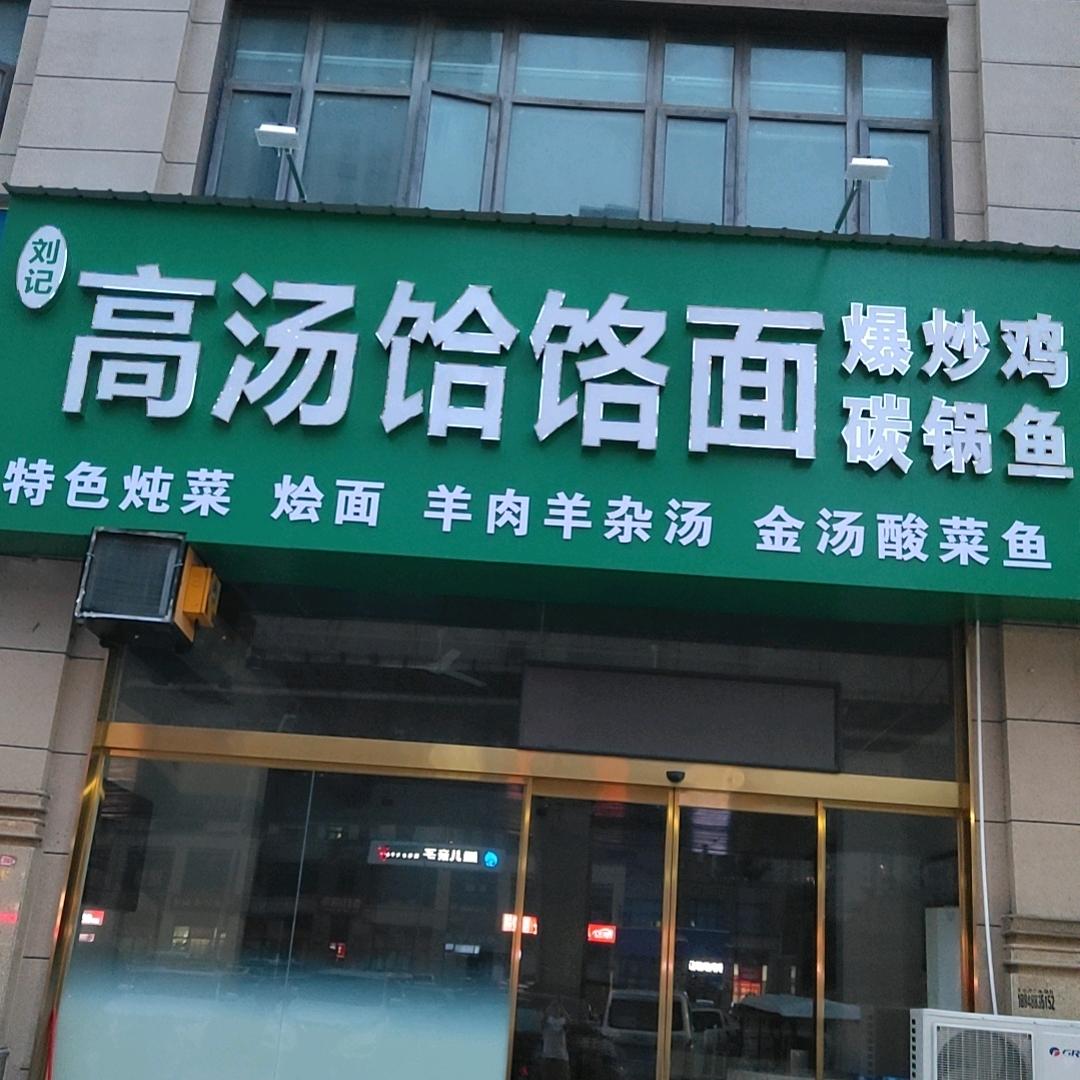 刘记
高汤饸饹面
爆炒鸡
碳锅鱼
特色炖菜 烩面 羊肉羊杂汤 金汤酸菜鱼